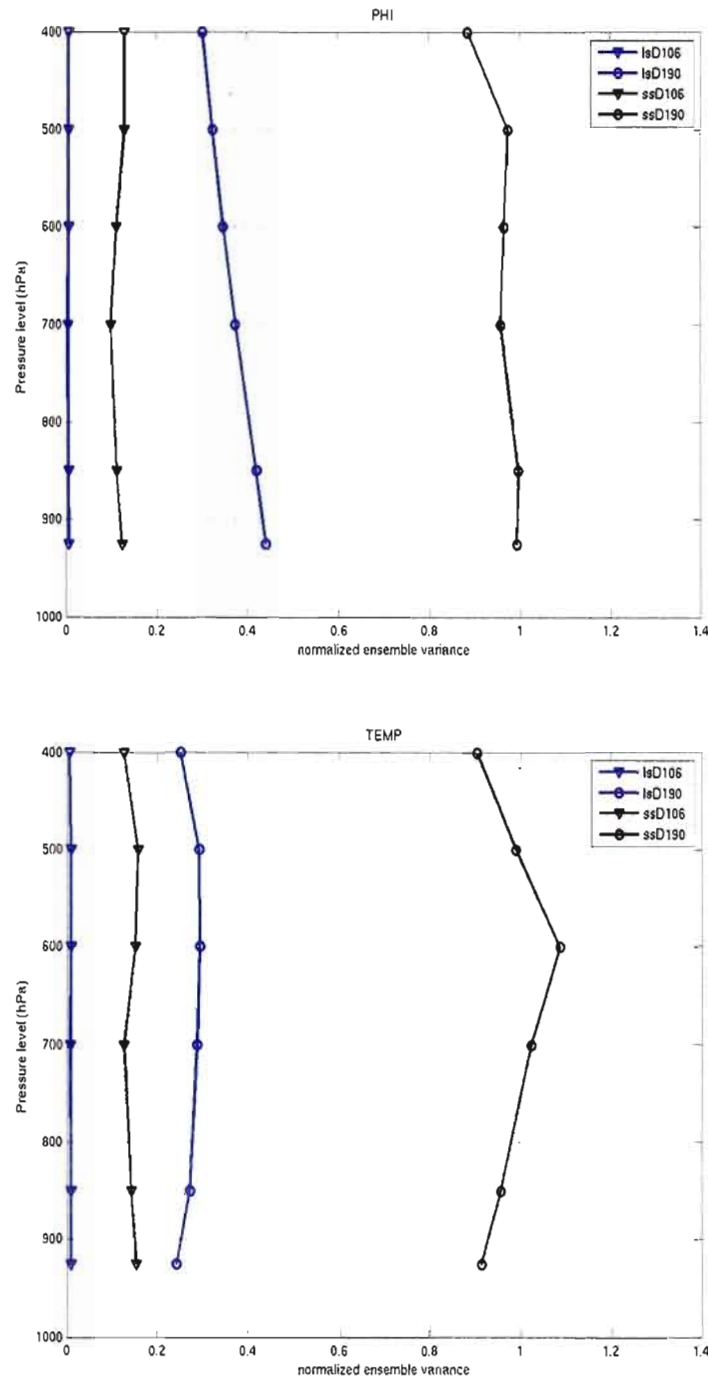 PHI
400
500
600
700
800
900
1000
Pressure level (hPa)
lsD106
lsD190
ssD106
ssD190
0 0.2 0.4 0.6 0.8 1 1.2 1.4
normalized ensemble variance
TEMP
400
500
600
700
800
900
1000
Pressure level (hPa)
lsD106
lsD190
ssD106
ssD190
0 0.2 0.4 0.6 0.8 1 1.2 1.4
normalized ensemble variance